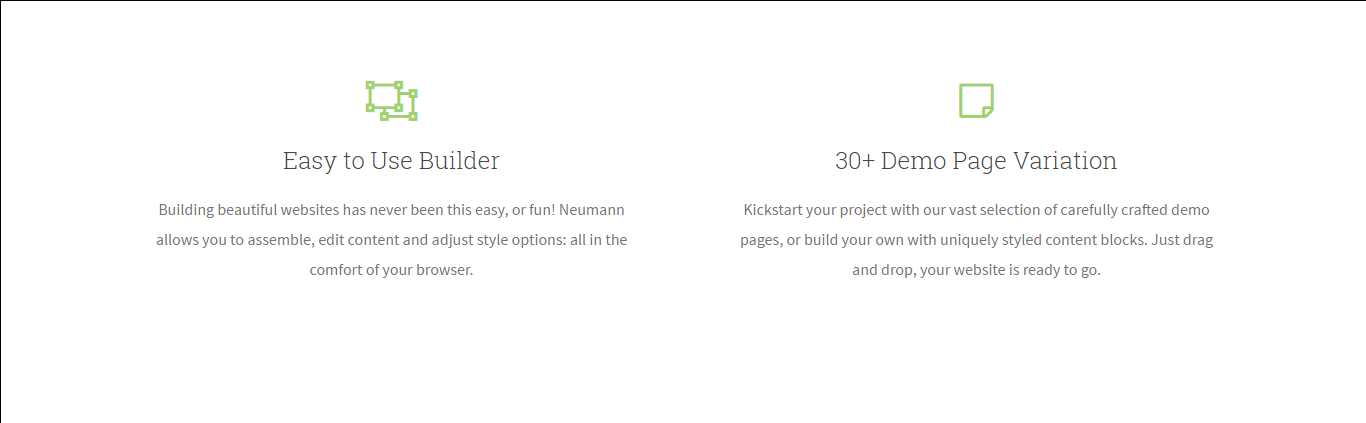 Easy to Use Builder
Building beautiful websites has never been this easy, or fun! Neumann
allows you to assemble, edit content and adjust style options: all in the
comfort of your browser.
30+ Demo Page Variation
Kickstart your project with our vast selection of carefully crafted demo
pages, or build your own with uniquely styled content blocks. Just drag
and drop, your website is ready to go.